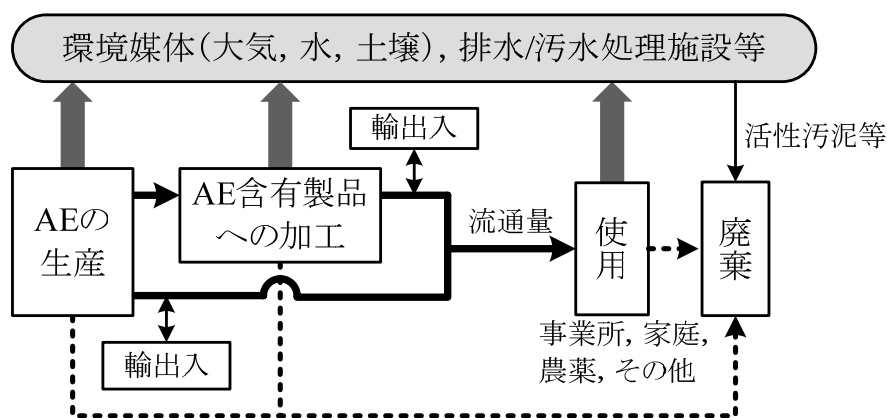 環境媒体(大気, 水, 土壌), 排水/汚水処理施設等
輸出入
活性汚泥等
AEの
生産
AE含有製品
への加工
流通量
使
用
廃
棄
輸出入
事業所, 家庭,
農薬, その他